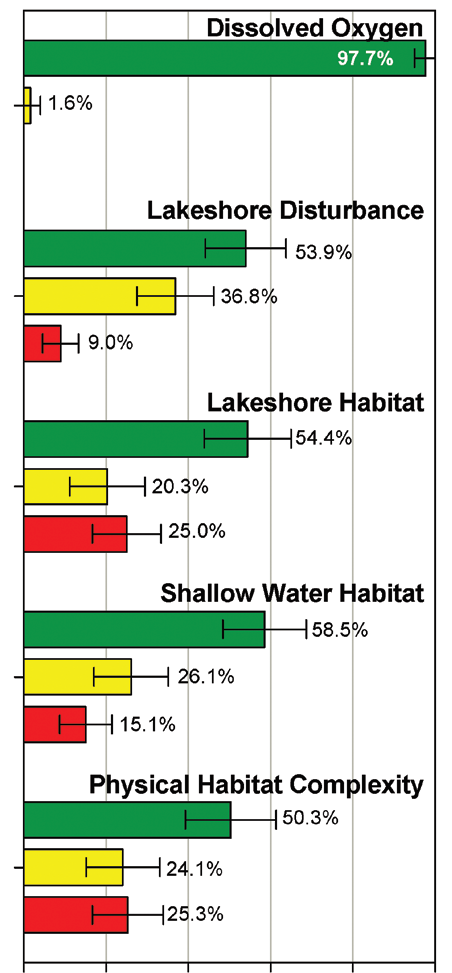 Dissolved Oxygen
97.7%
1.6%
Lakeshore Disturbance
53.9%
36.8%
9.0%
Lakeshore Habitat
54.4%
20.3%
25.0%
Shallow Water Habitat
58.5%
26.1%
15.1%
Physical Habitat Complexity
50.3%
24.1%
25.3%